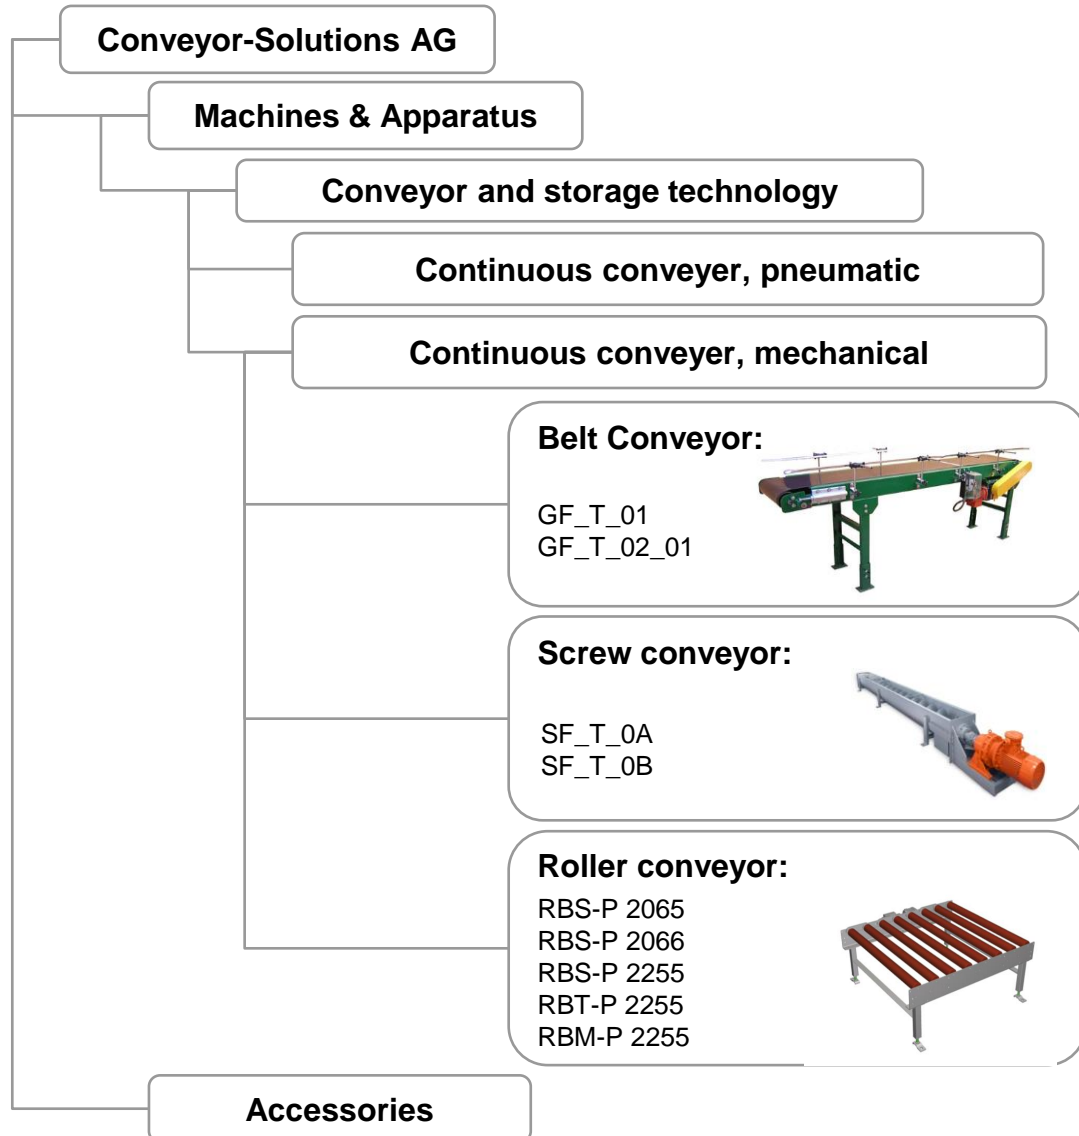 Conveyor-Solutions AG
Machines & Apparatus
Conveyor and storage technology
Continuous conveyer, pneumatic
Continuous conveyer, mechanical
Belt Conveyor:
GF_T_01
GF_T_02_01
Screw conveyor:
SF_T_0A
SF_T_0B
Roller conveyor:
RBS-P 2065
RBS-P 2066
RBS-P 2255
RBT-P 2255
RBM-P 2255
Accessories